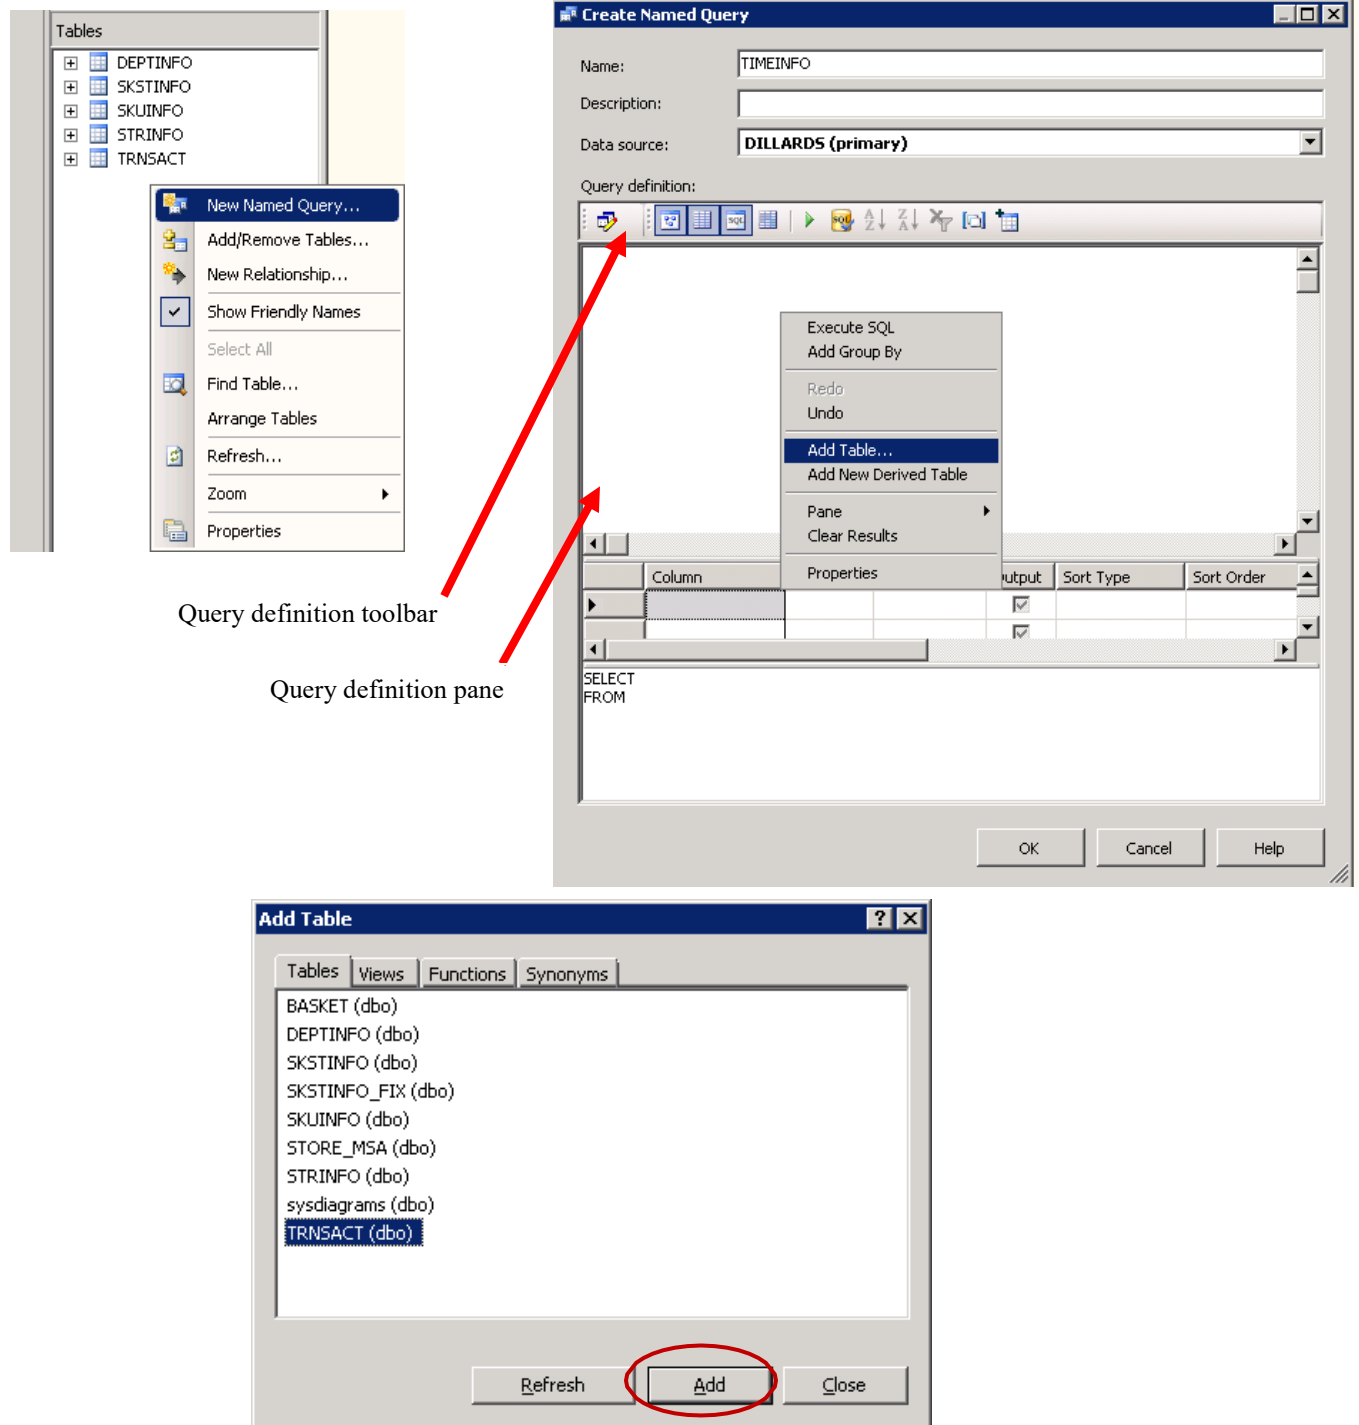 Tables
DEPTINFO
SKSTINFO
SKUINFO
STRINFO
TRNSACT
New Named Query...
Add/Remove Tables...
New Relationship...
Show Friendly Names
Select All
Find Table...
Arrange Tables
Refresh...
Zoom
Properties
Query definition toolbar
Query definition pane
Create Named Query
Name: TIMEINFO
Description:
Data source: DILLARDS (primary)
Query definition:
SQL
Execute SQL
Add Group By
Redo
Undo
Add Table...
Add New Derived Table
Pane
Clear Results
Properties
Column utput Sort Type Sort Order
SELECT
FROM
OK Cancel Help
Add Table
Tables Views Functions Synonyms
BASKET (dbo)
DEPTINFO (dbo)
SKSTINFO (dbo)
SKSTINFO_FIX (dbo)
SKUINFO (dbo)
STORE_MSA (dbo)
STRINFO (dbo)
sysdiagrams (dbo)
TRNSACT (dbo)
Refresh Add Close